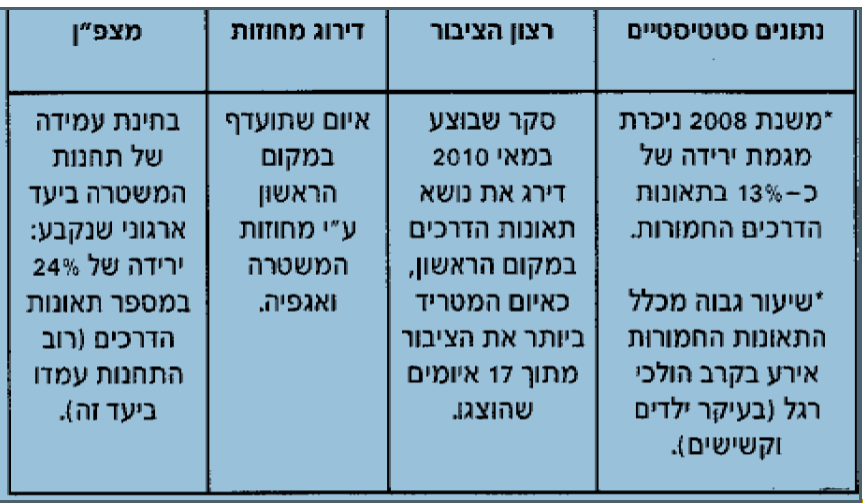 נתונים סטטיסטיים
*משנת 2008 ניכרת
מגמת ירידה של
כ-13% בתאונות
הדרכים החמורות.
*שיעור גבוה מכלל
התאונות החמורות
אירע בקרב הולכי
רגל (בעיקר ילדים
וקשישים).
רצון הציבור
סקר שבוצע
במאי 2010
דירג את נושא
תאונות הדרכים
במקום הראשון,
כאיום המטריד
ביותר את הציבור
מתוך 17 איומים
שהוצגו.
דירוג מחוזות
איום שתועדף
במקום
הראשון
ע״י מחוזות
המשטרה
ואגפיה.
מצפ״ן
בחינת עמידה
של תחנות
המשטרה ביעד
ארגוני שנקבע:
ירידה של 24%
במספר תאונות
הדרכים (רוב
התחנות עמדו
ביעד זה).